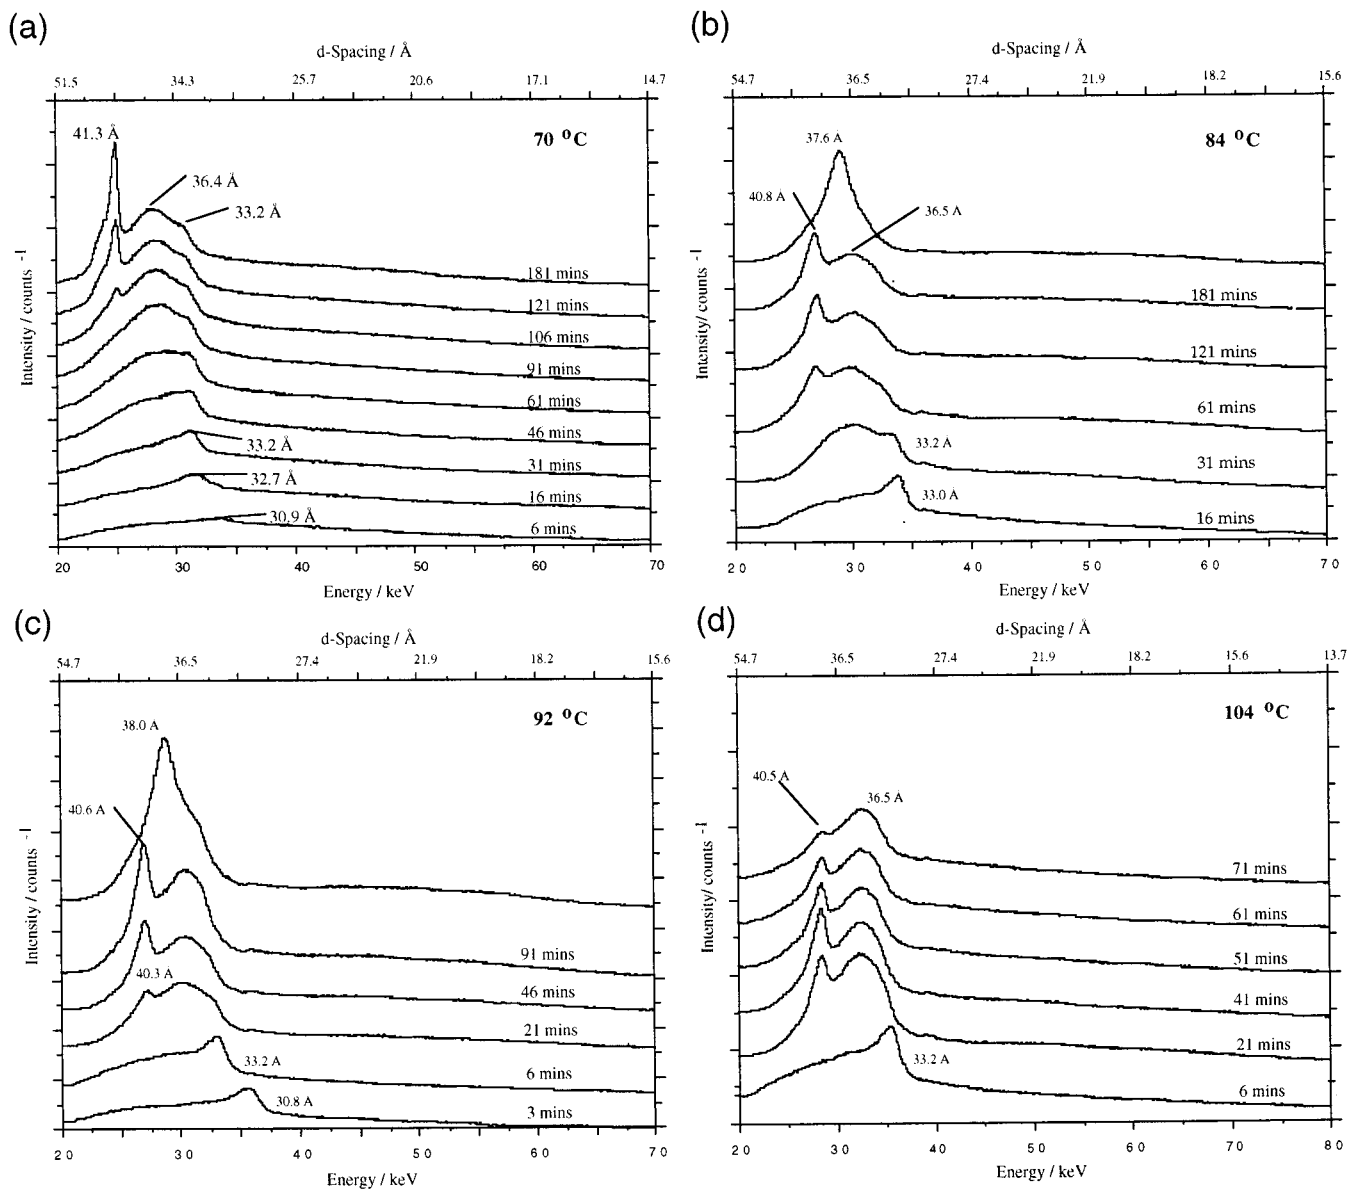 (a)
d-Spacing / Å
51.5 34.3 25.7 20.6 17.1 14.7
70 °C
41.3 Å
36.4 Å
33.2 Å
181 mins
121 mins
106 mins
91 mins
61 mins
46 mins
33.2 Å
31 mins
32.7 Å
16 mins
30.9 Å
6 mins
Intensity / counts -1
20 30 40 50 60 70
Energy / keV
(b)
d-Spacing / Å
54.7 36.5 27.4 21.9 18.2 15.6
84 °C
37.6 A
40.8 A
36.5 A
181 mins
121 mins
61 mins
33.2 A
31 mins
33.0 A
16 mins
Intensity/ counts -1
20 30 40 50 60 70
Energy / keV
(c)
d-Spacing / Å
54.7 36.5 27.4 21.9 18.2 15.6
92 °C
38.0 A
40.6 A
91 mins
40.3 A
46 mins
21 mins
33.2 A
6 mins
30.8 A
3 mins
Intensity / counts -1
20 30 40 50 60 70
Energy / keV
(d)
d-Spacing / Å
54.7 36.5 27.4 21.9 18.2 15.6 13.7
104 °C
40.5 A
36.5 A
71 mins
61 mins
51 mins
41 mins
21 mins
33.2 A
6 mins
Intensity/ counts -1
20 30 40 50 60 70 80
Energy / keV